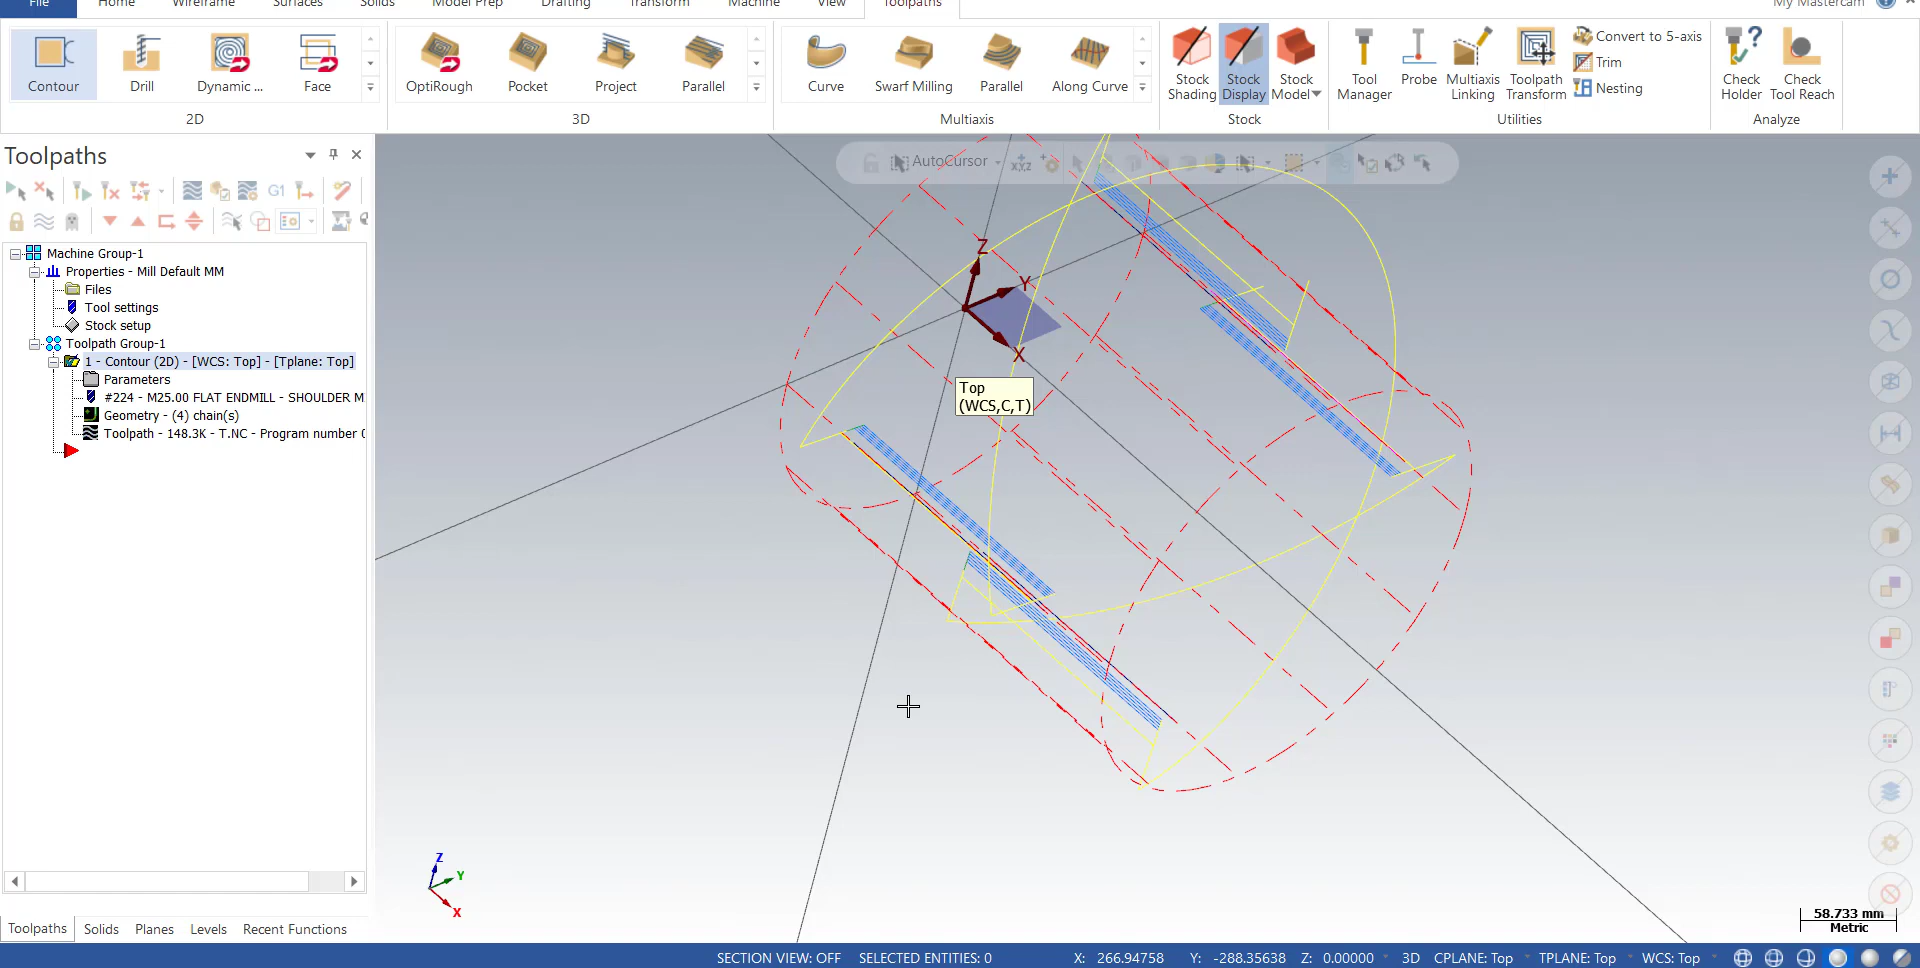 File Home Wireframe Surfaces Solids Model Prep Drafting Transform Machine View Toolpaths My Mastercam
Contour Drill Dynamic ... Face
2D
OptiRough Pocket Project Parallel
3D
Curve Swarf Milling Parallel Along Curve
Multiaxis
Stock Shading Stock Display Stock Model
Stock
Tool Manager Probe Multiaxis Linking Toolpath Transform
Convert to 5-axis
Trim
Nesting
Utilities
Check Holder Check Tool Reach
Analyze
Toolpaths
G1
AutoCursor
XYZ
Machine Group-1
Properties - Mill Default MM
Files
Tool settings
Stock setup
Toolpath Group-1
1 - Contour (2D) - [WCS: Top] - [Tplane: Top]
Parameters
#224 - M25.00 FLAT ENDMILL - SHOULDER M
Geometry - (4) chain(s)
Toolpath - 148.3K - T.NC - Program number 0
Z
Y
X
Top
(WCS,C,T)
Z
Y
X
58.733 mm
Metric
Toolpaths Solids Planes Levels Recent Functions
SECTION VIEW: OFF SELECTED ENTITIES: 0 X: 266.94758 Y: -288.35638 Z: 0.00000 3D CPLANE: Top TPLANE: Top WCS: Top